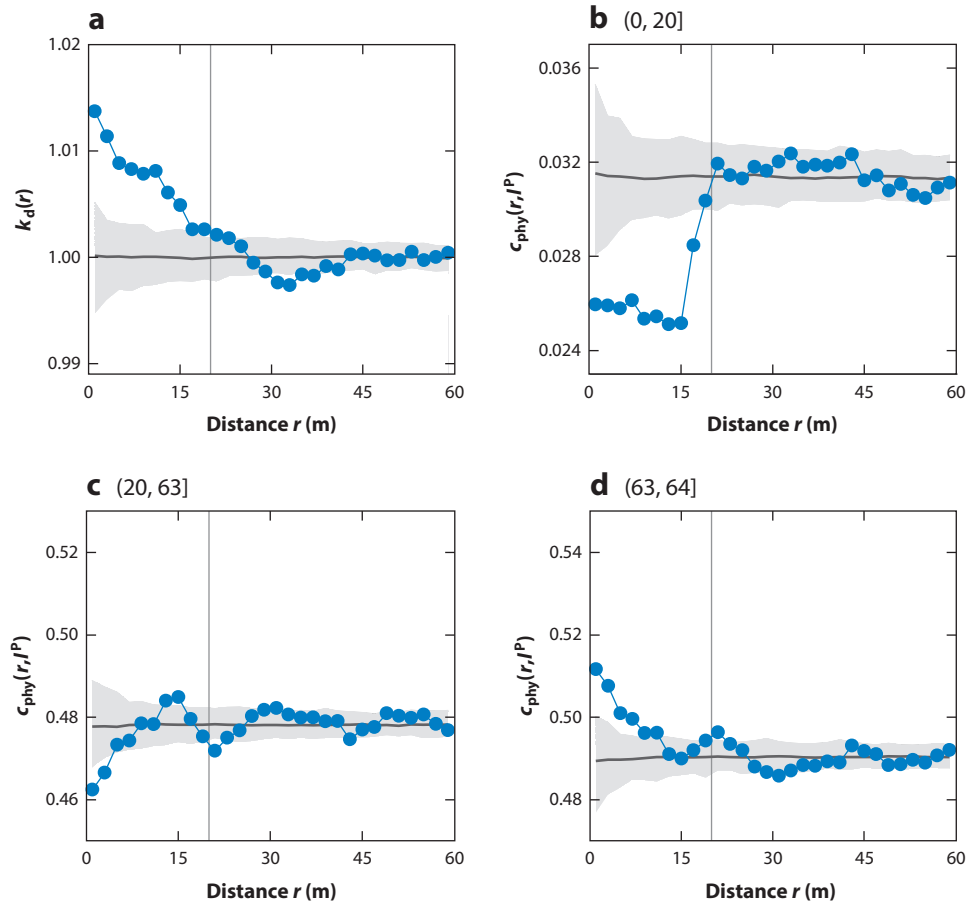 a
1.02
1.01
1.00
0.99
k_d(r)
0 15 30 45 60
Distance r (m)
b (0, 20]
0.036
0.032
0.028
0.024
c_phy(r,I^P)
0 15 30 45 60
Distance r (m)
c (20, 63]
0.52
0.50
0.48
0.46
c_phy(r,I^P)
0 15 30 45 60
Distance r (m)
d (63, 64]
0.54
0.52
0.50
0.48
c_phy(r,I^P)
0 15 30 45 60
Distance r (m)